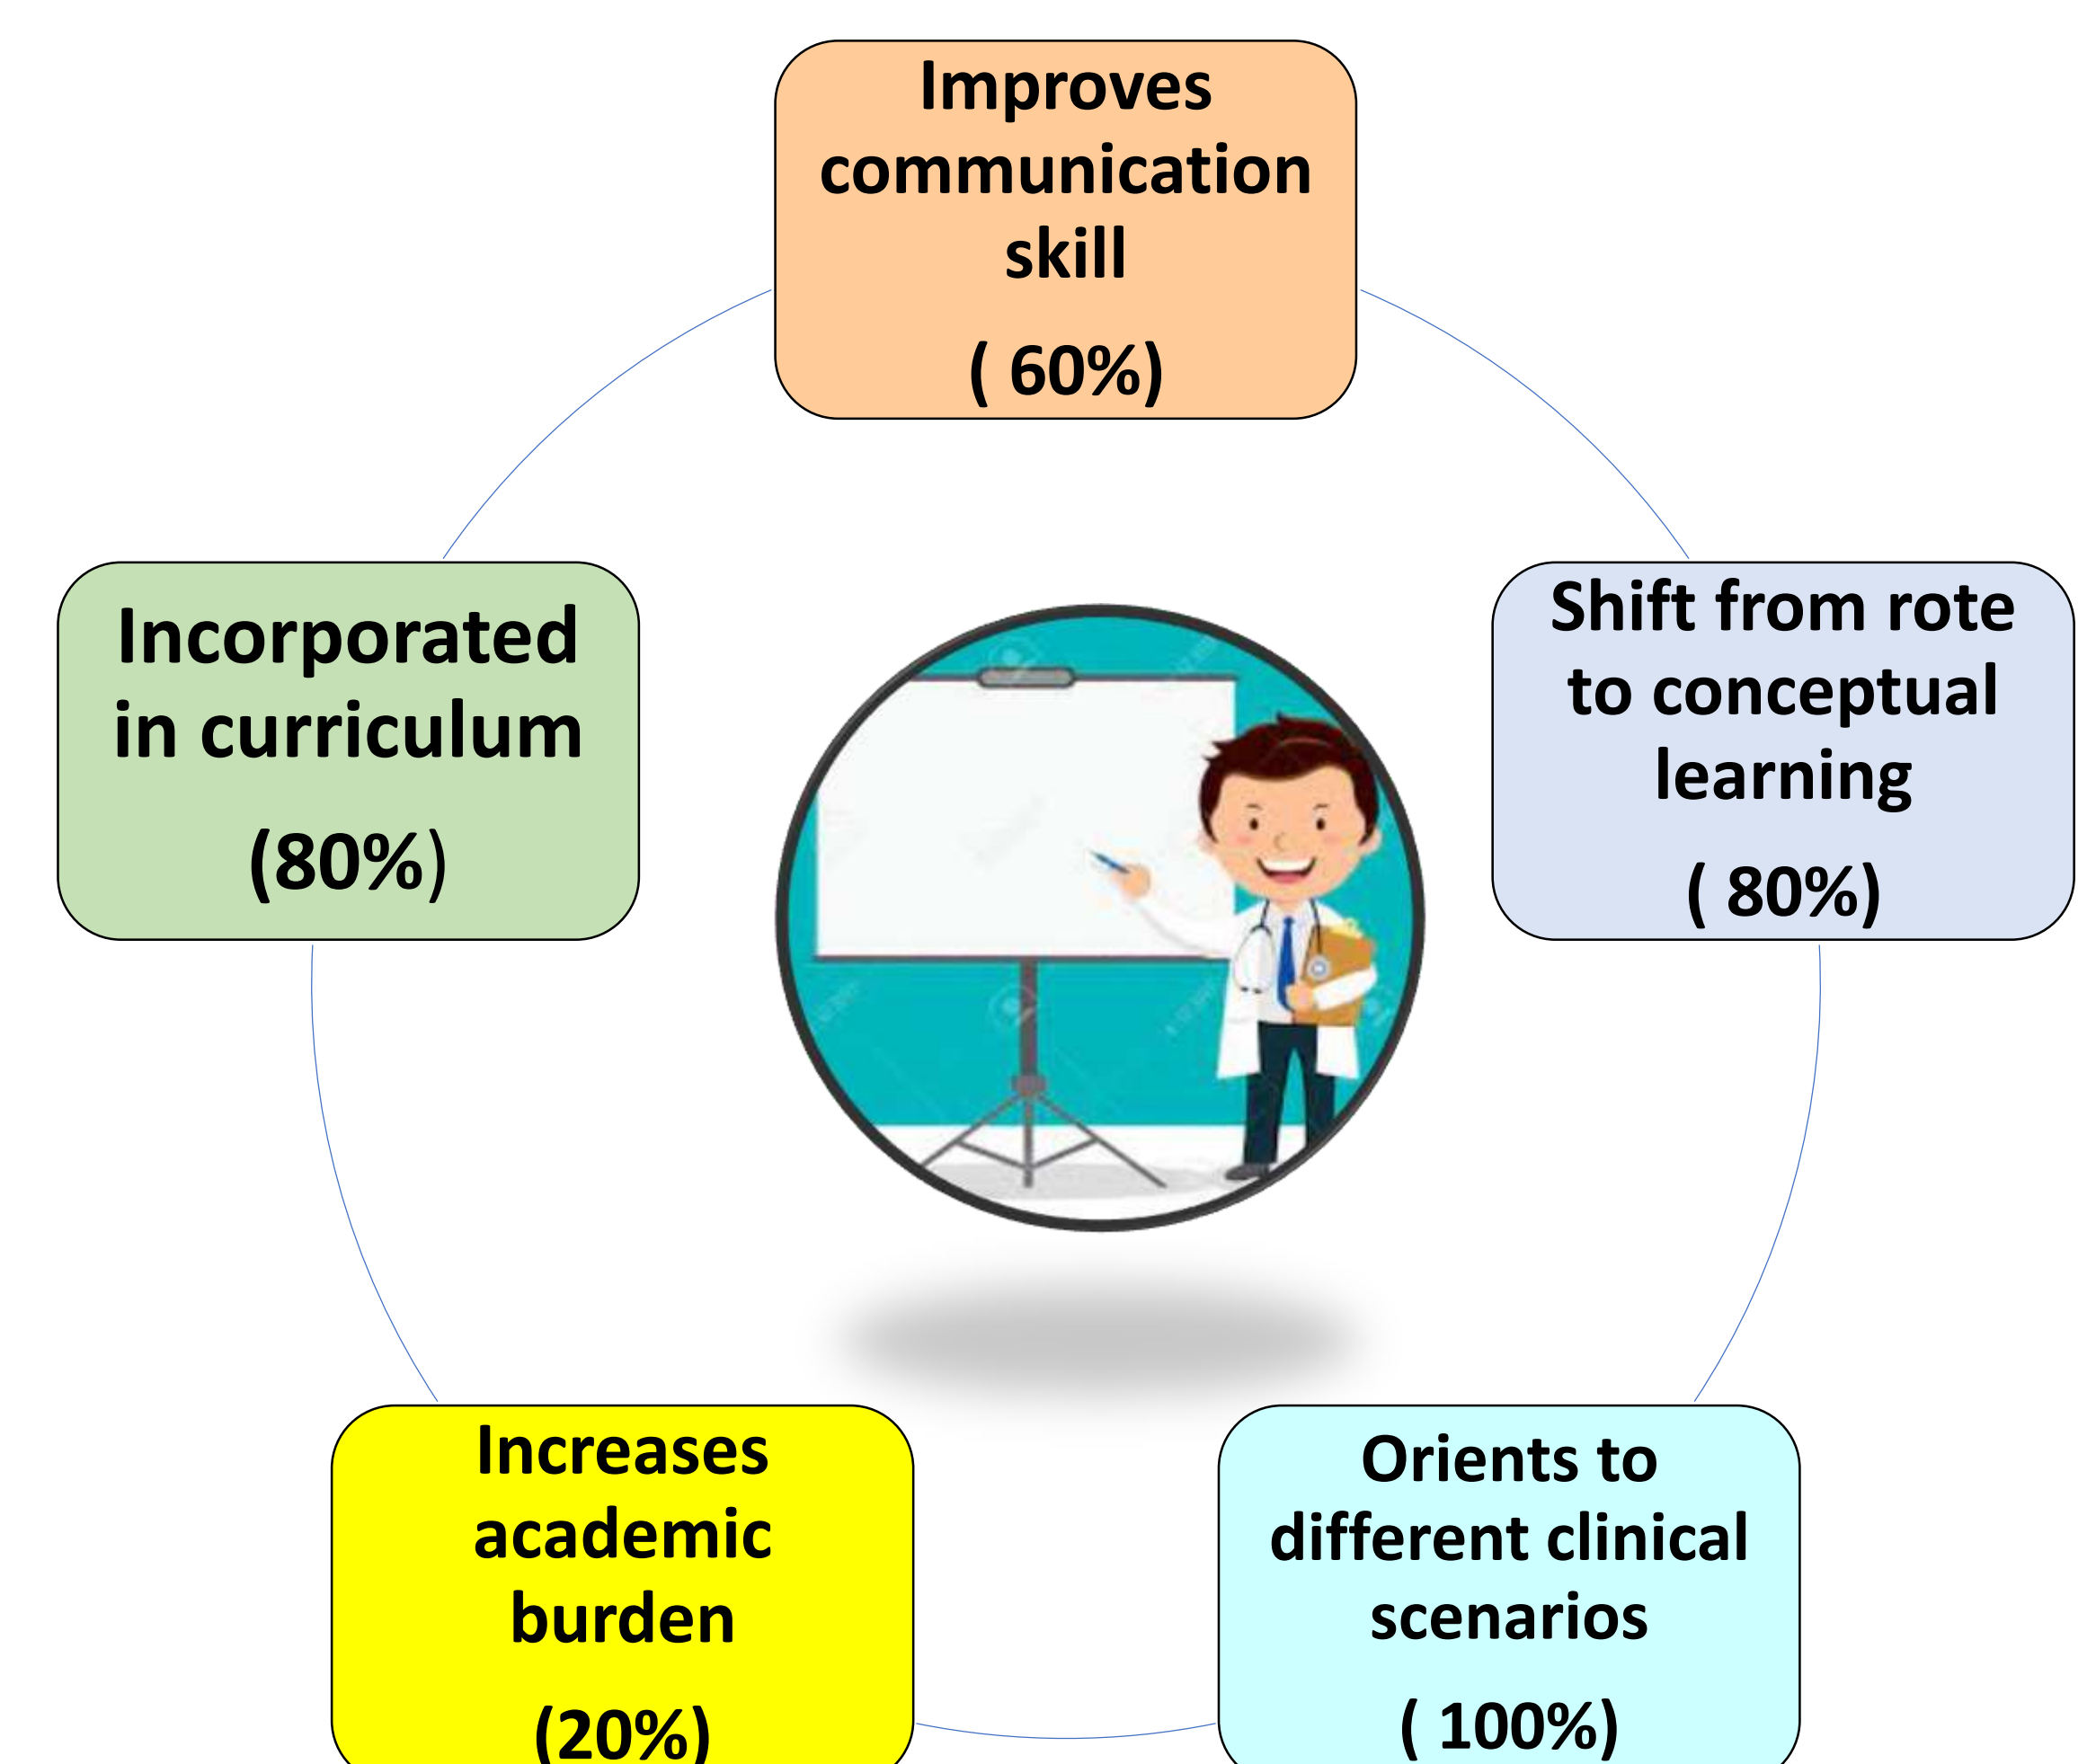 Improves
communication
skill
( 60%)
Incorporated
in curriculum
(80%)
Shift from rote
to conceptual
learning
( 80%)
Increases
academic
burden
(20%)
Orients to
different clinical
scenarios
( 100%)